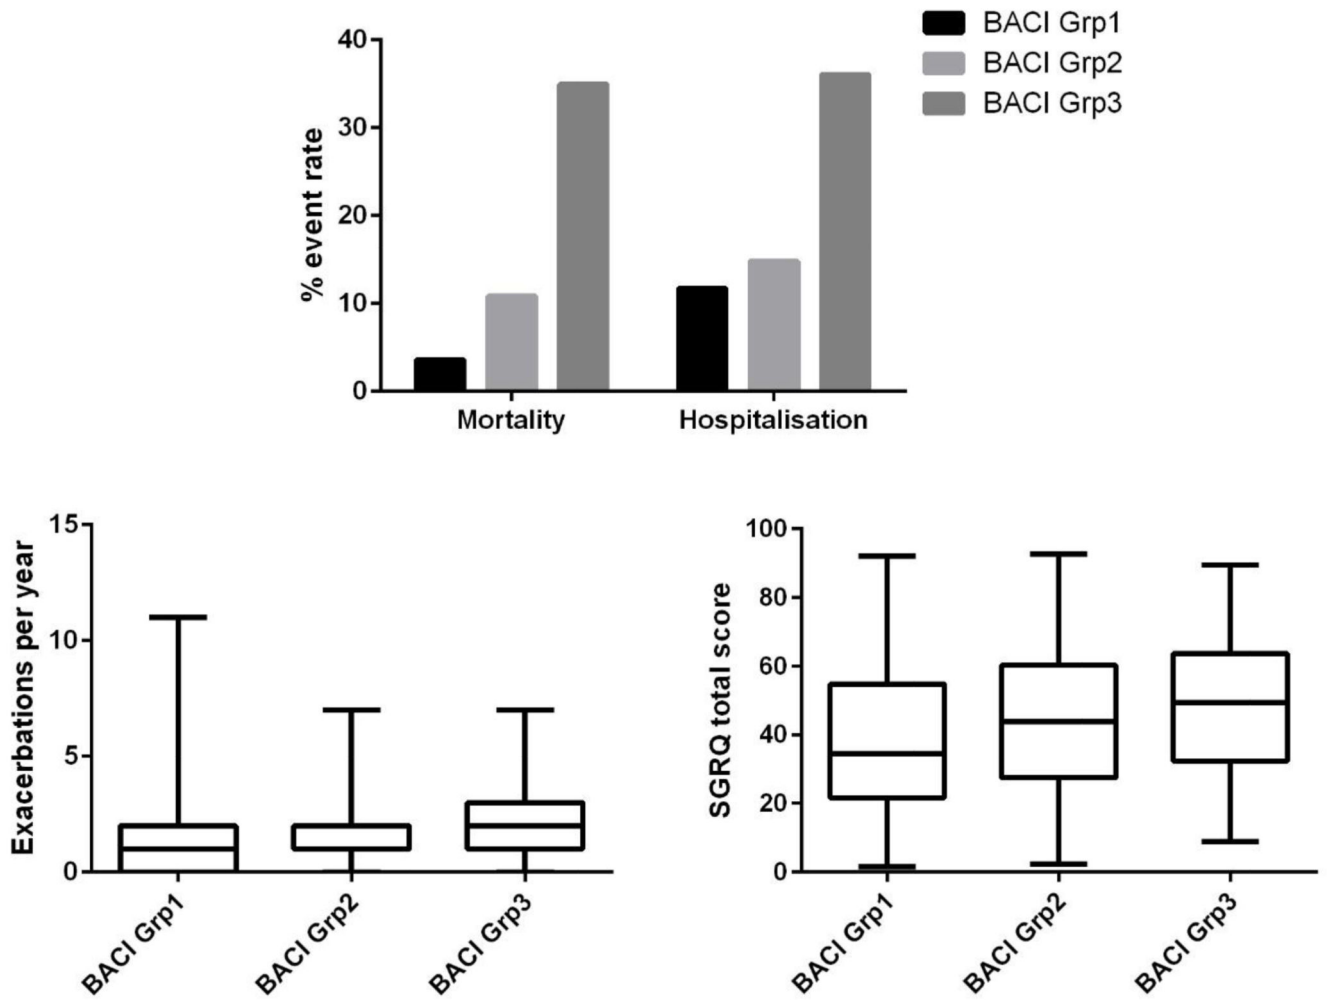 BACI Grp1
BACI Grp2
BACI Grp3
% event rate
40
30
20
10
0
Mortality Hospitalisation
Exacerbations per year
15
10
5
0
BACI Grp1 BACI Grp2 BACI Grp3
SGRQ total score
100
80
60
40
20
0
BACI Grp1 BACI Grp2 BACI Grp3